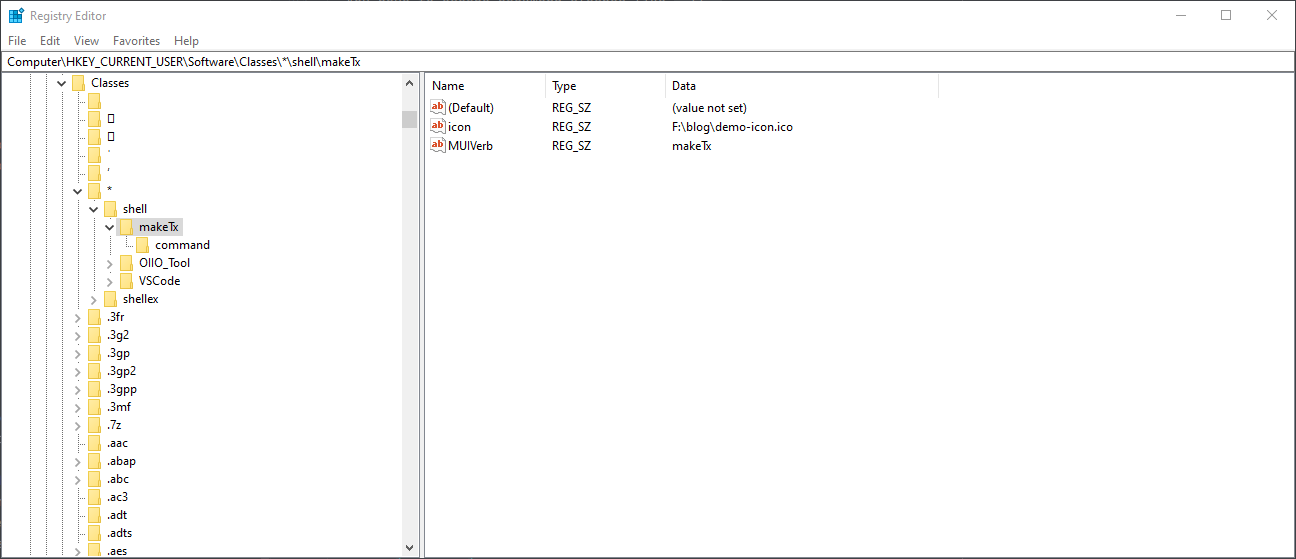 Registry Editor
File Edit View Favorites Help
Computer\HKEY_CURRENT_USER\Software\Classes\*\shell\makeTx
Classes
*
shell
makeTx
command
OIIO_Tool
VSCode
shellex
.3fr
.3g2
.3gp
.3gp2
.3gpp
.3mf
.7z
.aac
.abap
.abc
.ac3
.adt
.adts
.aes
Name Type Data
(Default) REG_SZ (value not set)
icon REG_SZ F:\blog\demo-icon.ico
MUIVerb REG_SZ makeTx